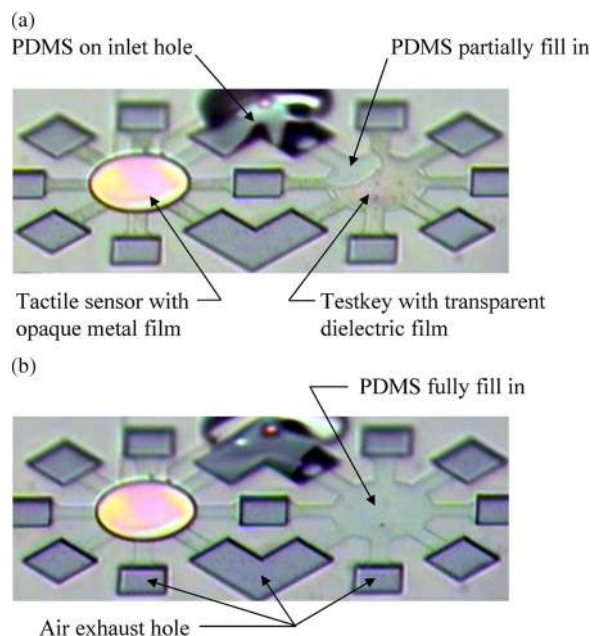 (a)
PDMS on inlet hole
PDMS partially fill in
Tactile sensor with
opaque metal film
Testkey with transparent
dielectric film
(b)
PDMS fully fill in
Air exhaust hole